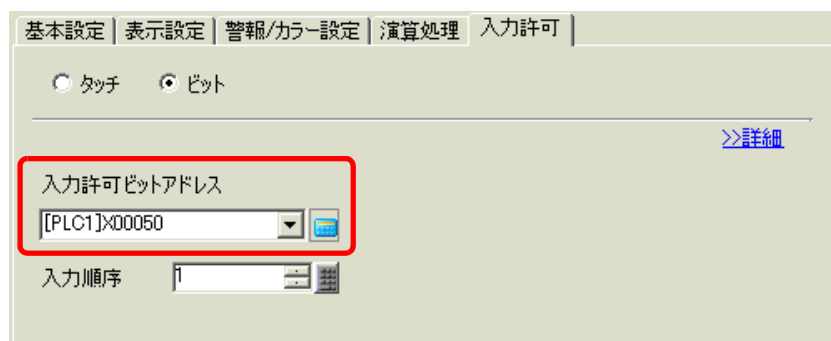 基本設定 表示設定 警報/カラー設定 演算処理 入力許可
タッチ ビット
>>詳細
入力許可ビットアドレス
[PLC1]X00050
入力順序 1